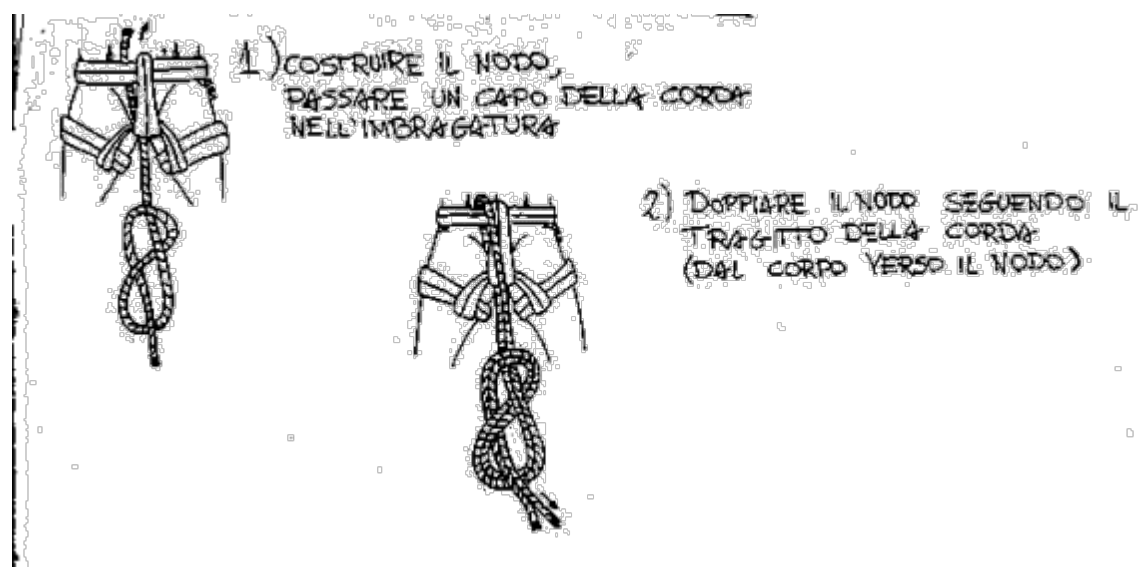 1) COSTRUIRE IL NODO,
PASSARE UN CAPO DELLA CORDA
NELL'IMBRAGATURA
2) DOPPIARE IL NODO SEGUENDO IL
TRAGITTO DELLA CORDA
(DAL CORPO VERSO IL NODO)